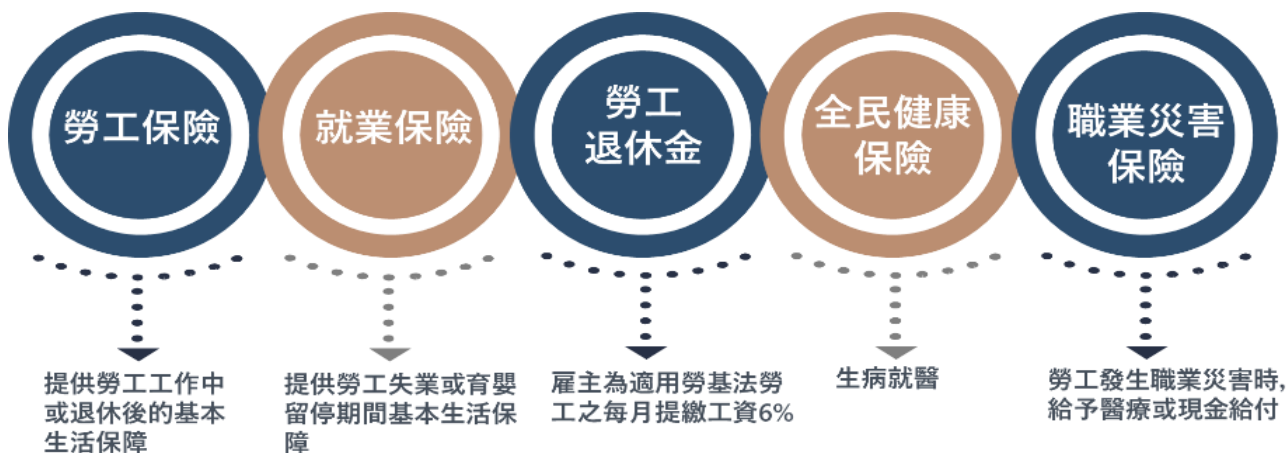 勞工保險
就業保險
勞工
退休金
全民健康
保險
職業災害
保險
提供勞工工作中
或退休後的基本
生活保障
提供勞工失業或育嬰
留停期間基本生活保
障
雇主為適用勞基法勞
工之每月提繳工資6%
生病就醫
勞工發生職業災害時,
給予醫療或現金給付